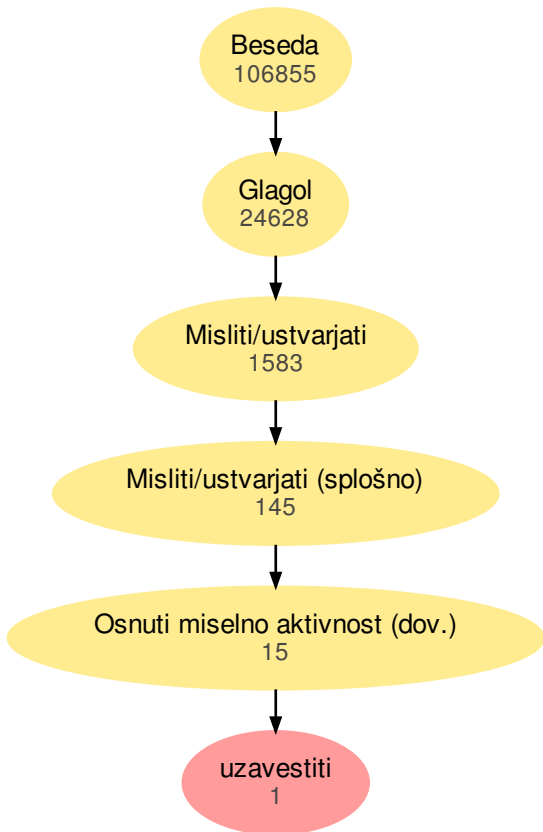 Beseda
106855
Glagol
24628
Misliti/ustvarjati
1583
Misliti/ustvarjati (splošno)
145
Osnuti miselno aktivnost (dov.)
15
uzavestiti
1